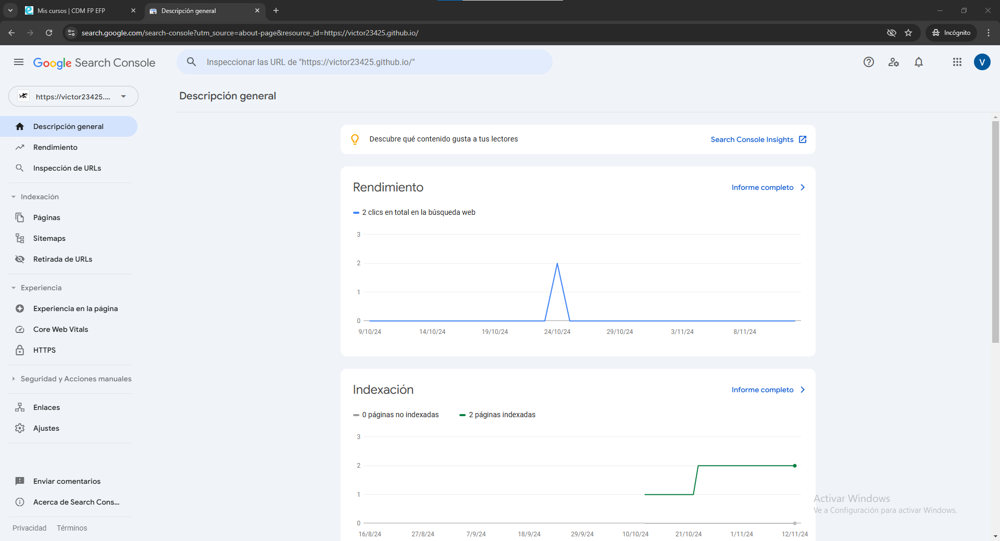 Mis cursos | CDM FP EFP
Descripción general
search.google.com/search-console?utm_source=about-page&resource_id=https://victor23425.github.io/
Incógnito
Google Search Console
Inspeccionar las URL de "https://victor23425.github.io/"
V
https://victor23425....
Descripción general
Descripción general
Rendimiento
Inspección de URLs
Indexación
Páginas
Sitemaps
Retirada de URLs
Experiencia
Experiencia en la página
Core Web Vitals
HTTPS
Seguridad y Acciones manuales
Enlaces
Ajustes
Enviar comentarios
Acerca de Search Cons...
Privacidad Términos
Descubre qué contenido gusta a tus lectores
Search Console Insights
Rendimiento
Informe completo
2 clics en total en la búsqueda web
3
2
1
0
9/10/24 14/10/24 19/10/24 24/10/24 29/10/24 3/11/24 8/11/24
Indexación
Informe completo
0 páginas no indexadas 2 páginas indexadas
3
2
1
0
16/8/24 27/8/24 7/9/24 18/9/24 29/9/24 10/10/24 21/10/24 1/11/24 12/11/24
Activar Windows
Ve a Configuración para activar Windows.